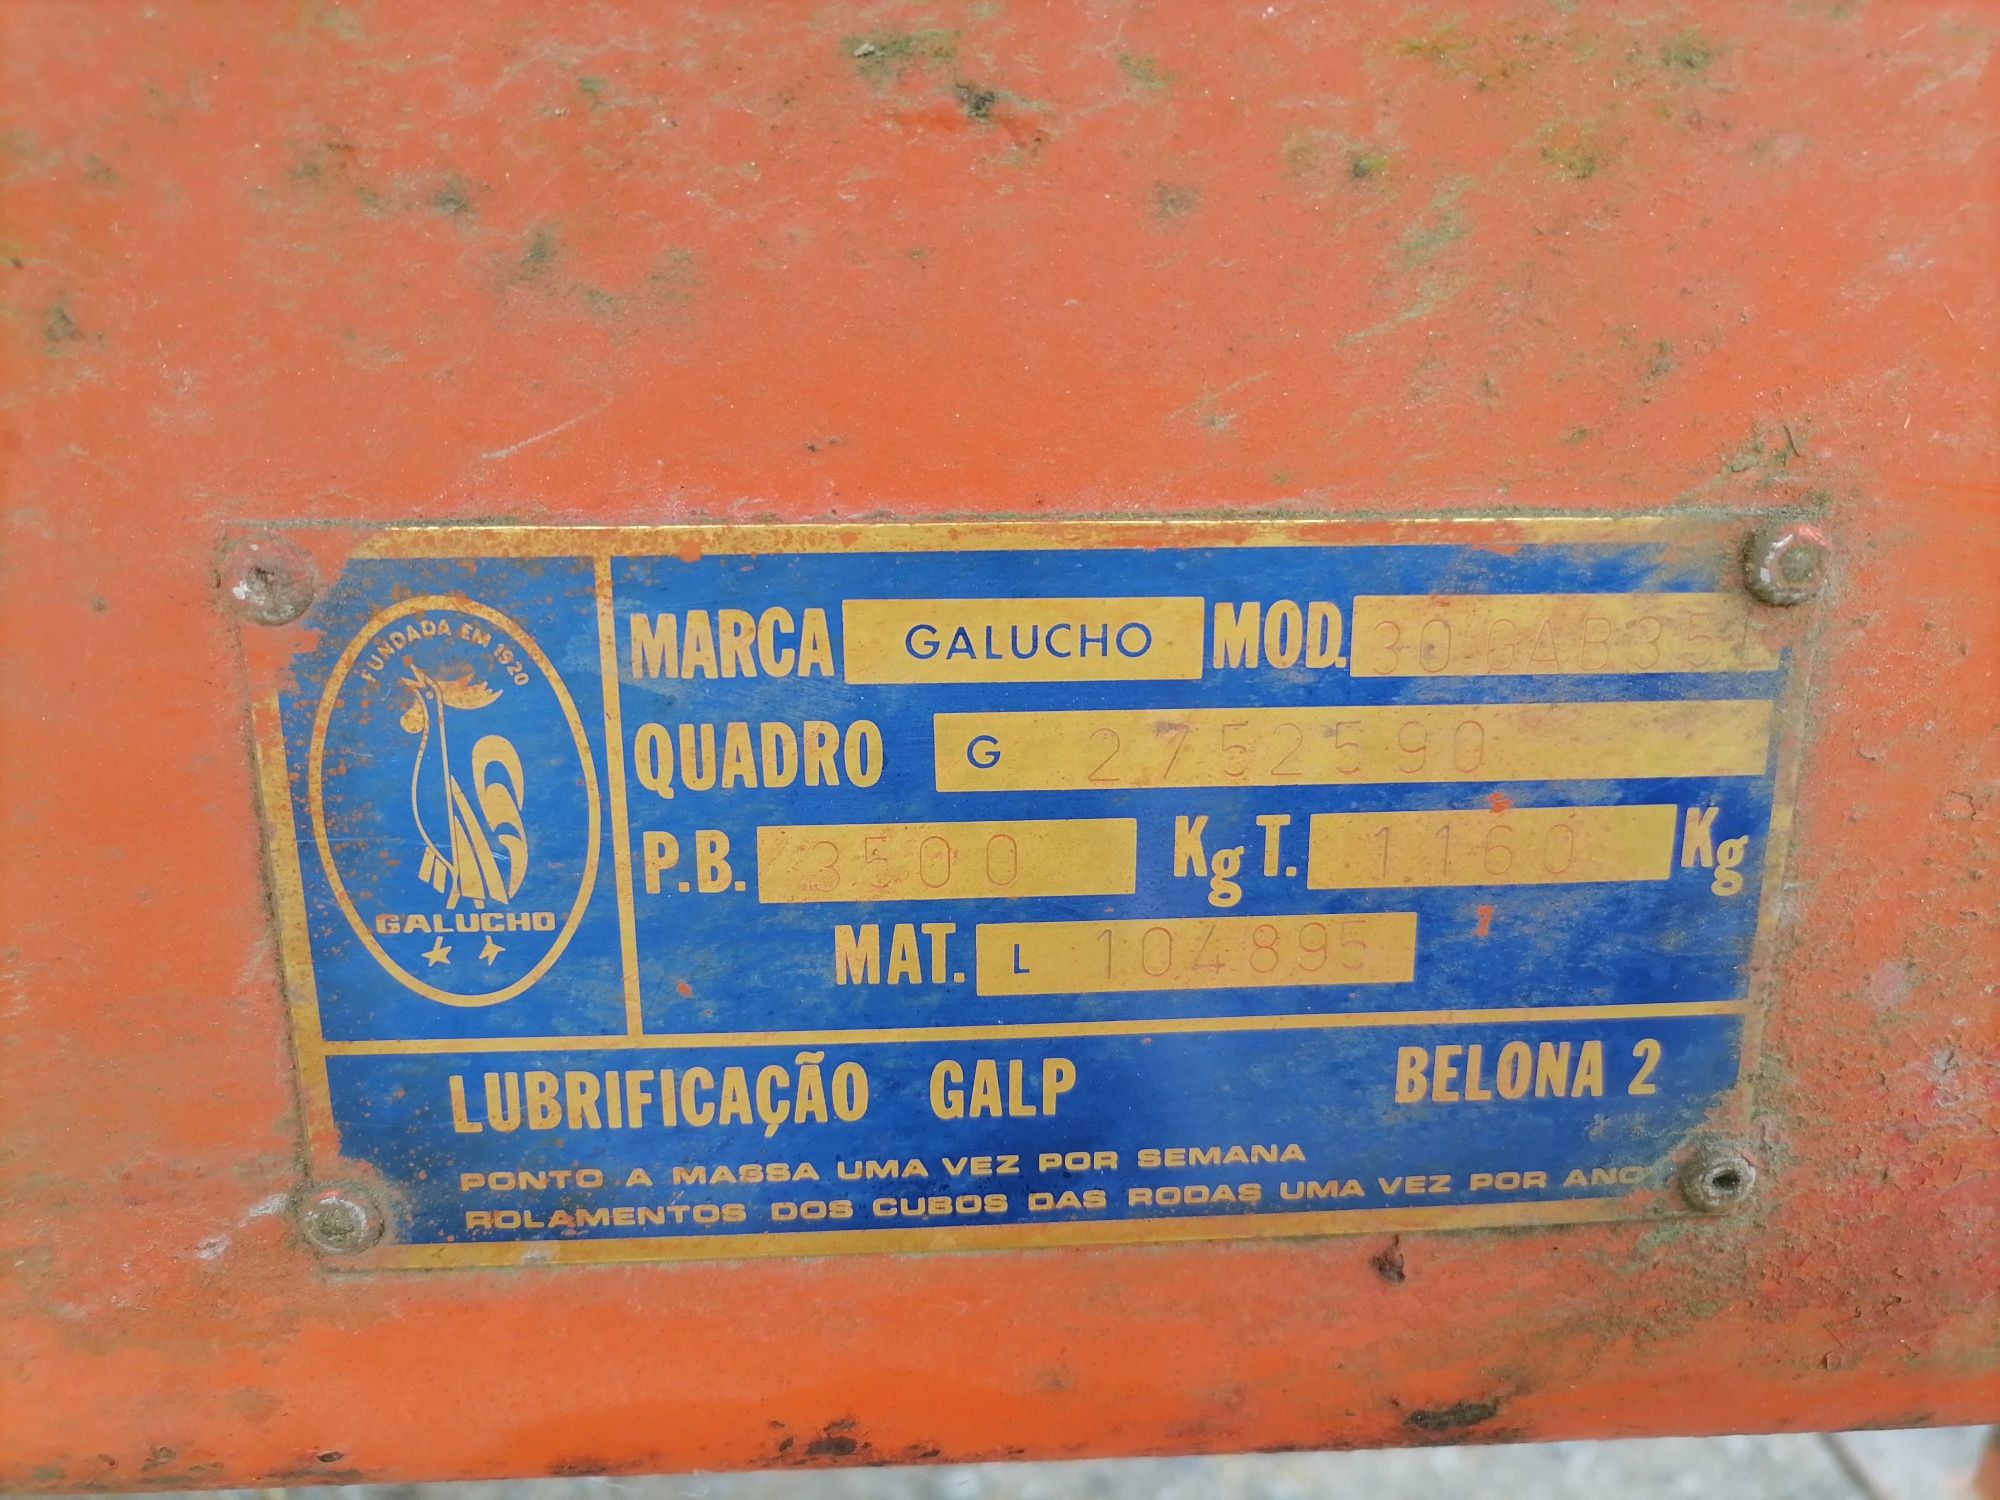 FUNDADA EM 1920
GALUCHO
MARCA GALUCHO MOD. 30 GAB35
QUADRO G 2752590
P.B. 3500 Kg T. 1160 Kg
MAT. L 104895
LUBRIFICAÇÃO GALP BELONA 2
PONTO A MASSA UMA VEZ POR SEMANA
ROLAMENTOS DOS CUBOS DAS RODAS UMA VEZ POR ANO